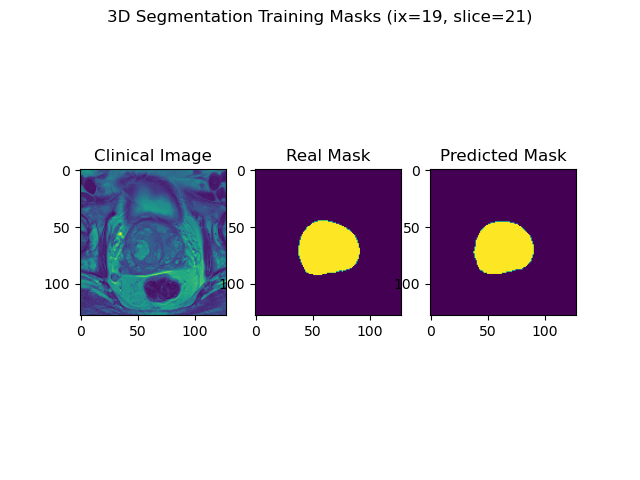 3D Segmentation Training Masks (ix=19, slice=21)
Clinical Image Real Mask Predicted Mask
0 0 0
50 50 50
100 100 100
0 50 100 0 50 100 0 50 100